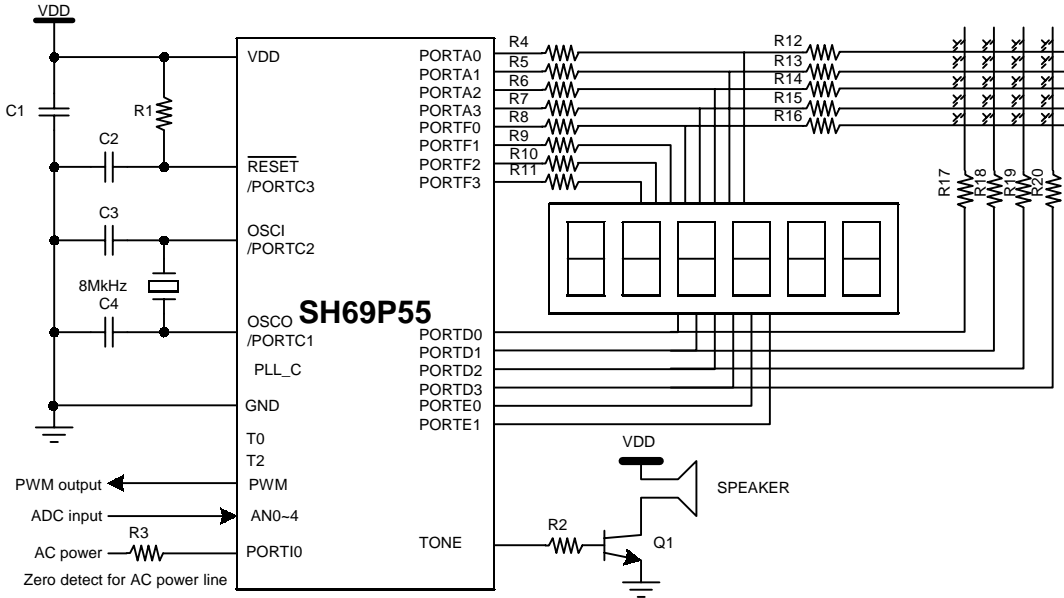 VDD
C1
R1
C2
C3
8MkHz
C4
VDD
RESET
/PORTC3
OSCI
/PORTC2
OSCO
/PORTC1
PLL_C
GND
T0
T2
PWM
AN0~4
PORTI0
PWM output
ADC input
R3
AC power
Zero detect for AC power line
SH69P55
PORTA0
PORTA1
PORTA2
PORTA3
PORTF0
PORTF1
PORTF2
PORTF3
PORTD0
PORTD1
PORTD2
PORTD3
PORTE0
PORTE1
TONE
R4
R5
R6
R7
R8
R9
R10
R11
R12
R13
R14
R15
R16
R17
R18
R19
R20
VDD
SPEAKER
R2
Q1